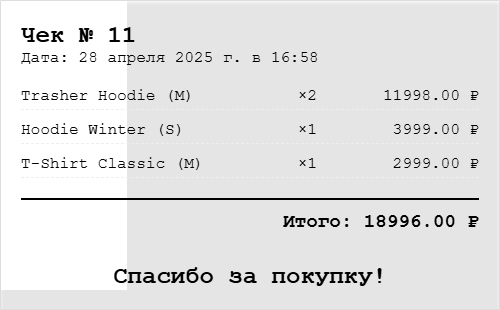 Чек № 11
Дата: 28 апреля 2025 г. в 16:58
Trasher Hoodie (M) ×2 11998.00 ₽
Hoodie Winter (S) ×1 3999.00 ₽
T-Shirt Classic (M) ×1 2999.00 ₽
Итого: 18996.00 ₽
Спасибо за покупку!